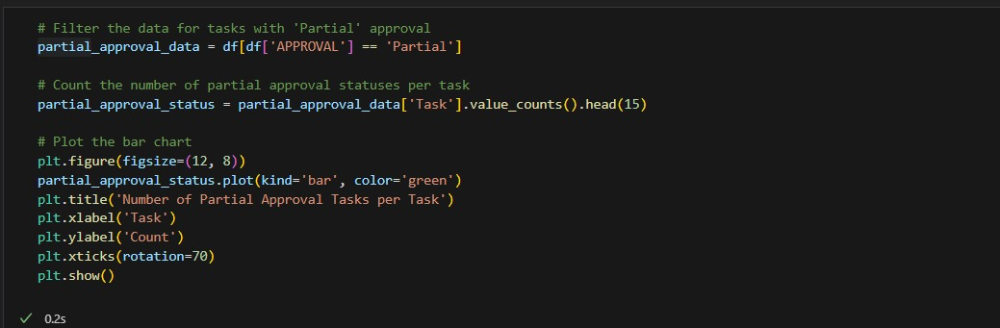 # Filter the data for tasks with 'Partial' approval
partial_approval_data = df[df['APPROVAL'] == 'Partial']
# Count the number of partial approval statuses per task
partial_approval_status = partial_approval_data['Task'].value_counts().head(15)
# Plot the bar chart
plt.figure(figsize=(12, 8))
partial_approval_status.plot(kind='bar', color='green')
plt.title('Number of Partial Approval Tasks per Task')
plt.xlabel('Task')
plt.ylabel('Count')
plt.xticks(rotation=70)
plt.show()
0.2s